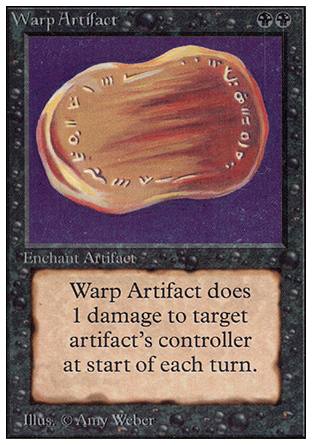 Warp Artifact
Enchant Artifact
Warp Artifact does
1 damage to target
artifact's controller
at start of each turn.
Illus. © Amy Weber